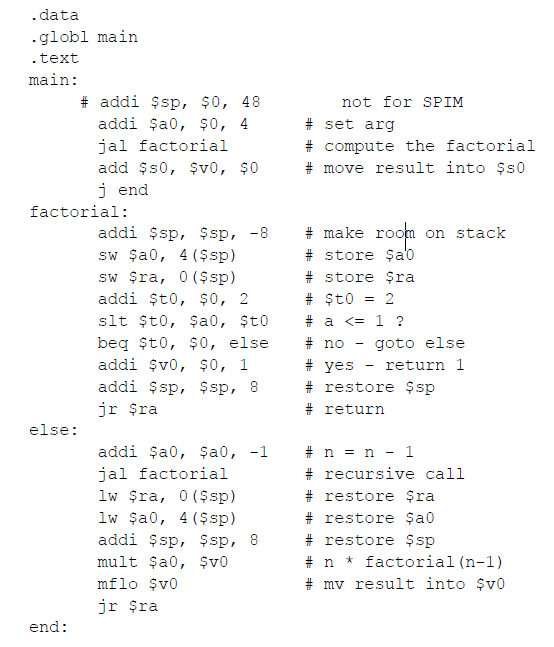 .data
.globl main
.text
main:
# addi $sp, $0, 48 not for SPIM
addi $a0, $0, 4 # set arg
jal factorial # compute the factorial
add $s0, $v0, $0 # move result into $s0
j end
factorial:
addi $sp, $sp, -8 # make room on stack
sw $a0, 4($sp) # store $a0
sw $ra, 0($sp) # store $ra
addi $t0, $0, 2 # $t0 = 2
slt $t0, $a0, $t0 # a <= 1 ?
beq $t0, $0, else # no - goto else
addi $v0, $0, 1 # yes - return 1
addi $sp, $sp, 8 # restore $sp
jr $ra # return
else:
addi $a0, $a0, -1 # n = n - 1
jal factorial # recursive call
lw $ra, 0($sp) # restore $ra
lw $a0, 4($sp) # restore $a0
addi $sp, $sp, 8 # restore $sp
mult $a0, $v0 # n * factorial(n-1)
mflo $v0 # mv result into $v0
jr $ra
end: